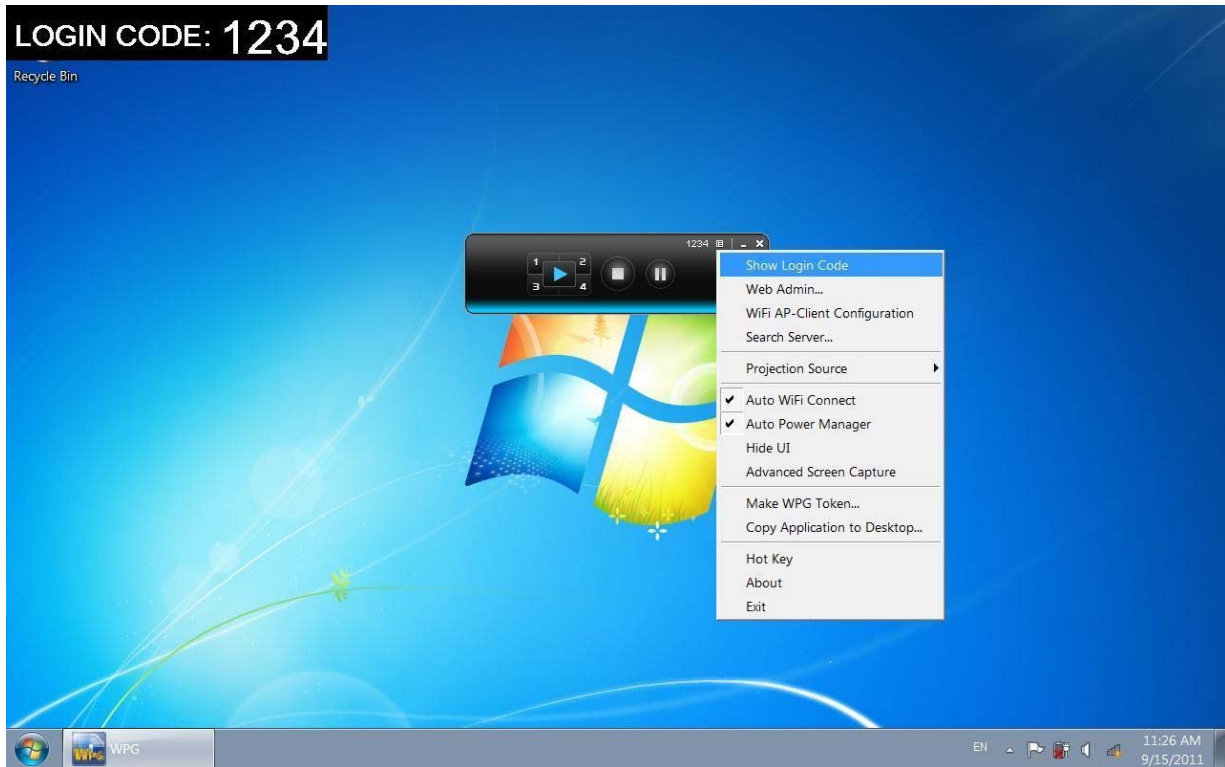 LOGIN CODE: 1234
Recycle Bin
1234
1 2
3 4
Show Login Code
Web Admin...
WiFi AP-Client Configuration
Search Server...
Projection Source
Auto WiFi Connect
Auto Power Manager
Hide UI
Advanced Screen Capture
Make WPG Token...
Copy Application to Desktop...
Hot Key
About
Exit
WPG
WPG
EN
11:26 AM
9/15/2011